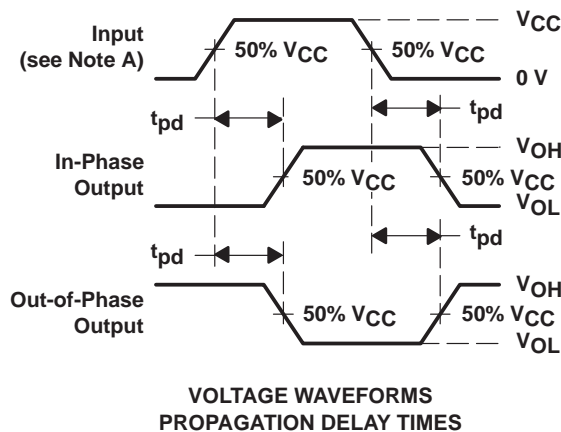 Input
(see Note A)
50% VCC
50% VCC
VCC
0 V
tpd
tpd
In-Phase
Output
50% VCC
VOH
50% VCC
VOL
tpd
tpd
Out-of-Phase
Output
50% VCC
VOH
50% VCC
VOL
VOLTAGE WAVEFORMS
PROPAGATION DELAY TIMES